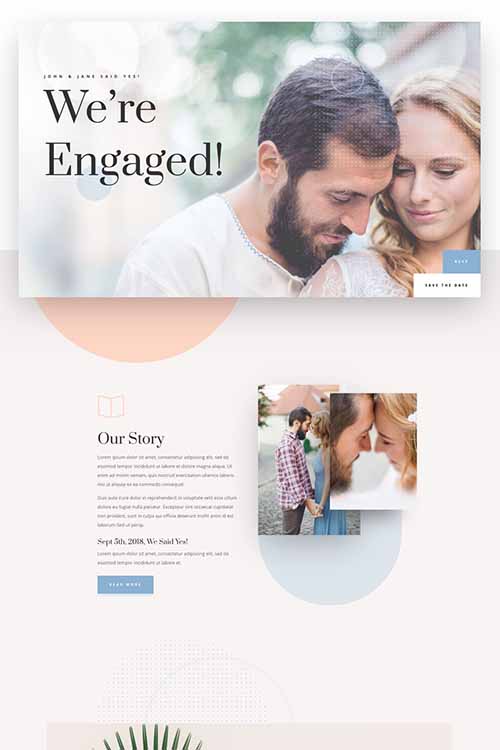 JOHN & JANE SAID YES!
We're
Engaged!
RSVP
SAVE THE DATE
Our Story
Lorem ipsum dolor sit amet, consectetur adipiscing elit, sed do
eiusmod tempor incididunt ut labore et dolore magna aliqua. Ut
enim ad minim veniam, quis nostrud exercitation ullamco laboris
nisi ut aliquip ex ea commodo consequat.
Duis aute irure dolor in reprehenderit in voluptate velit esse cillum
dolore eu fugiat nulla pariatur. Excepteur sint occaecat cupidatat
non proident, sunt in culpa qui officia deserunt mollit anim id est
laborum Sed ut persp.
Sept 5th, 2018, We Said Yes!
Lorem ipsum dolor sit amet, consectetur adipiscing elit, sed do
eiusmod tempor incididunt ut labore et.
READ MORE